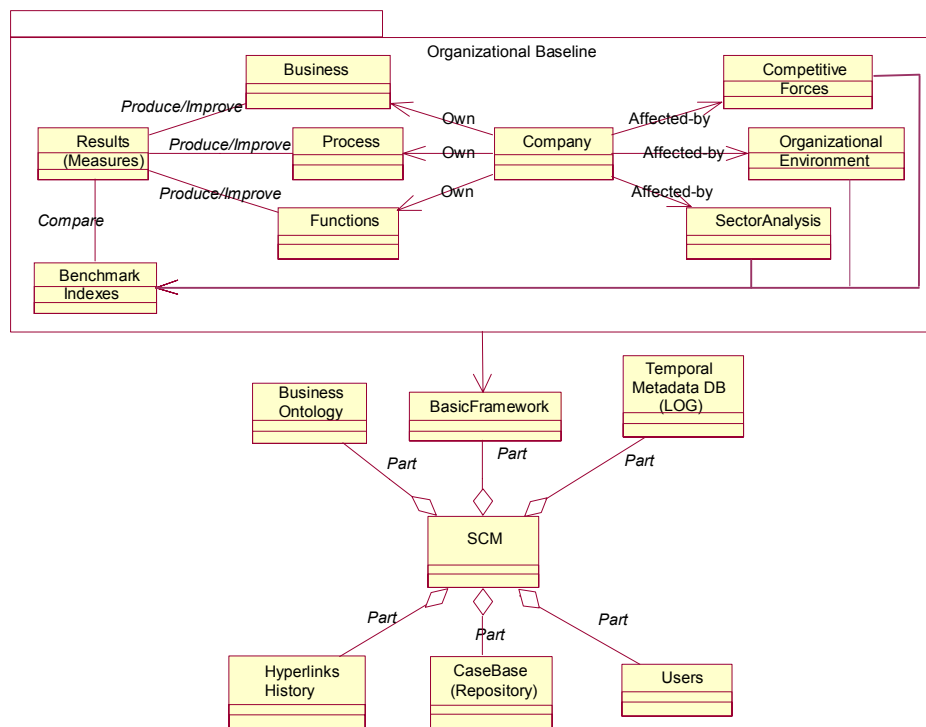 Organizational Baseline
Business
Competitive
Forces
Produce/Improve
Own
Affected-by
Results
(Measures)
Produce/Improve
Process
Own
Company
Affected-by
Organizational
Environment
Produce/Improve
Own
Affected-by
Compare
Functions
SectorAnalysis
Benchmark
Indexes
Business
Ontology
BasicFramework
Temporal
Metadata DB
(LOG)
Part
Part
Part
SCM
Part
Part
Part
Hyperlinks
History
CaseBase
(Repository)
Users